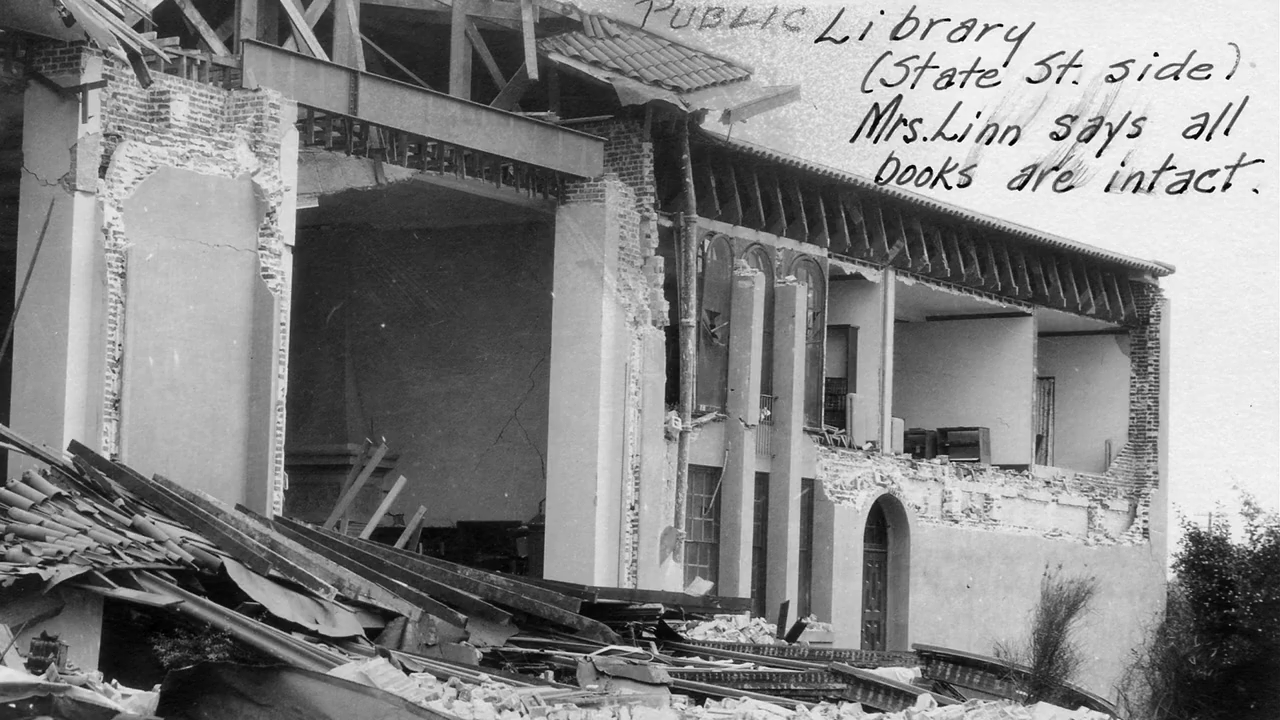 PUBLIC Library
(State St. side)
Mrs. Linn says all
books are intact.